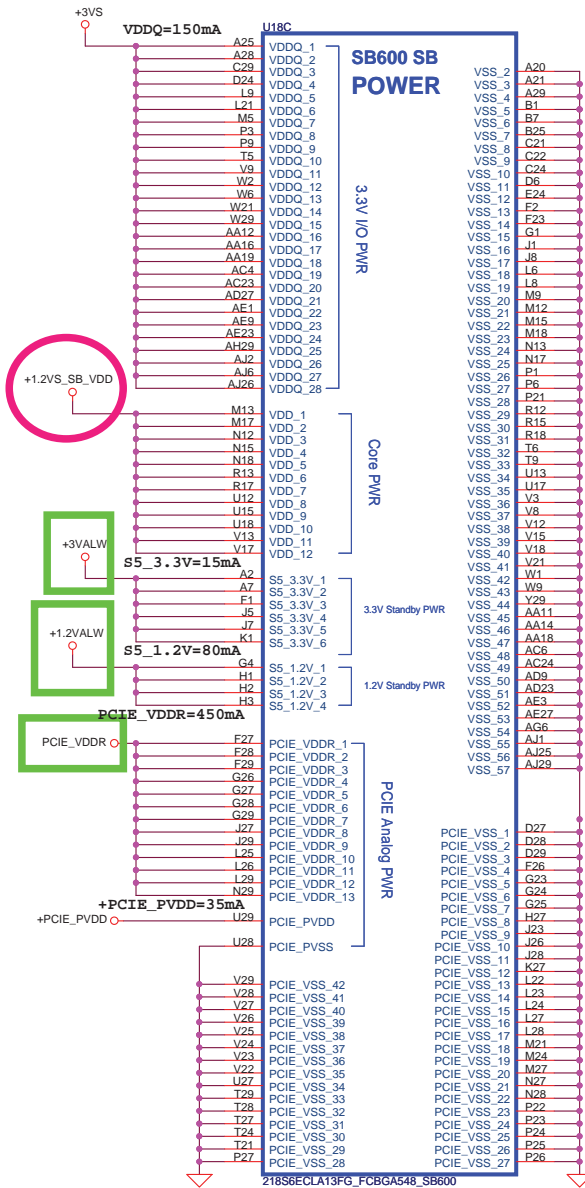 +3VS
VDDQ=150mA
U18C
SB600 SB
POWER
A25 VDDQ_1
A28 VDDQ_2
C29 VDDQ_3
D24 VDDQ_4
L9 VDDQ_5
L21 VDDQ_6
M5 VDDQ_7
P3 VDDQ_8
P9 VDDQ_9
T5 VDDQ_10
V9 VDDQ_11
W2 VDDQ_12
W6 VDDQ_13
W21 VDDQ_14
W29 VDDQ_15
AA12 VDDQ_16
AA16 VDDQ_17
AA19 VDDQ_18
AC4 VDDQ_19
AC23 VDDQ_20
AD27 VDDQ_21
AE1 VDDQ_22
AE9 VDDQ_23
AE23 VDDQ_24
AH29 VDDQ_25
AJ2 VDDQ_26
AJ6 VDDQ_27
AJ26 VDDQ_28
3.3V I/O PWR
+1.2VS_SB_VDD
M13 VDD_1
M17 VDD_2
N12 VDD_3
N15 VDD_4
N18 VDD_5
R13 VDD_6
R17 VDD_7
U12 VDD_8
U15 VDD_9
U18 VDD_10
V13 VDD_11
V17 VDD_12
Core PWR
+3VALW
S5_3.3V=15mA
A2 S5_3.3V_1
A7 S5_3.3V_2
F1 S5_3.3V_3
J5 S5_3.3V_4
J7 S5_3.3V_5
K1 S5_3.3V_6
3.3V Standby PWR
+1.2VALW
S5_1.2V=80mA
G4 S5_1.2V_1
H1 S5_1.2V_2
H2 S5_1.2V_3
H3 S5_1.2V_4
1.2V Standby PWR
PCIE_VDDR=450mA
PCIE_VDDR
F27 PCIE_VDDR_1
F28 PCIE_VDDR_2
F29 PCIE_VDDR_3
G26 PCIE_VDDR_4
G27 PCIE_VDDR_5
G28 PCIE_VDDR_6
G29 PCIE_VDDR_7
J27 PCIE_VDDR_8
J29 PCIE_VDDR_9
L25 PCIE_VDDR_10
L26 PCIE_VDDR_11
L29 PCIE_VDDR_12
N29 PCIE_VDDR_13
PCIE Analog PWR
+PCIE_PVDD=35mA
+PCIE_PVDD
U29 PCIE_PVDD
U28 PCIE_PVSS
V29 PCIE_VSS_42
V28 PCIE_VSS_41
V27 PCIE_VSS_40
V26 PCIE_VSS_39
V25 PCIE_VSS_38
V24 PCIE_VSS_37
V23 PCIE_VSS_36
V22 PCIE_VSS_35
U27 PCIE_VSS_34
T29 PCIE_VSS_33
T28 PCIE_VSS_32
T27 PCIE_VSS_31
T24 PCIE_VSS_30
T21 PCIE_VSS_29
P27 PCIE_VSS_28
VSS_2 A20
VSS_3 A21
VSS_4 A29
VSS_5 B1
VSS_6 B7
VSS_7 B25
VSS_8 C21
VSS_9 C22
VSS_10 C24
VSS_11 D6
VSS_12 E24
VSS_13 F2
VSS_14 F23
VSS_15 G1
VSS_16 J1
VSS_17 J8
VSS_18 L6
VSS_19 L8
VSS_20 M9
VSS_21 M12
VSS_22 M15
VSS_23 M18
VSS_24 N13
VSS_25 N17
VSS_26 P1
VSS_27 P6
VSS_28 P21
VSS_29 R12
VSS_30 R15
VSS_31 R18
VSS_32 T6
VSS_33 T9
VSS_34 U13
VSS_35 U17
VSS_36 V3
VSS_37 V8
VSS_38 V12
VSS_39 V15
VSS_40 V18
VSS_41 V21
VSS_42 W1
VSS_43 W9
VSS_44 Y29
VSS_45 AA11
VSS_46 AA14
VSS_47 AA18
VSS_48 AC6
VSS_49 AC24
VSS_50 AD9
VSS_51 AD23
VSS_52 AE3
VSS_53 AE27
VSS_54 AG6
VSS_55 AJ1
VSS_56 AJ25
VSS_57 AJ29
PCIE_VSS_1 D27
PCIE_VSS_2 D28
PCIE_VSS_3 D29
PCIE_VSS_4 F26
PCIE_VSS_5 G23
PCIE_VSS_6 G24
PCIE_VSS_7 G25
PCIE_VSS_8 H27
PCIE_VSS_9 J23
PCIE_VSS_10 J26
PCIE_VSS_11 J28
PCIE_VSS_12 K27
PCIE_VSS_13 L22
PCIE_VSS_14 L23
PCIE_VSS_15 L24
PCIE_VSS_16 L27
PCIE_VSS_17 L28
PCIE_VSS_18 M21
PCIE_VSS_19 M24
PCIE_VSS_20 M27
PCIE_VSS_21 N27
PCIE_VSS_22 N28
PCIE_VSS_23 P22
PCIE_VSS_24 P23
PCIE_VSS_25 P24
PCIE_VSS_26 P25
PCIE_VSS_27 P26
218S6ECLA13FG_FCBGA548_SB600